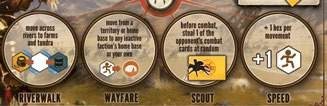 move across
rivers to farms
and tundra
RIVERWALK
move from a
territory or home
base to any inactive
faction's home base
or your own
WAYFARE
before combat,
steal 1 of the
opponent's combat
cards at random
SCOUT
+ 1 hex per
movement
+1
SPEED